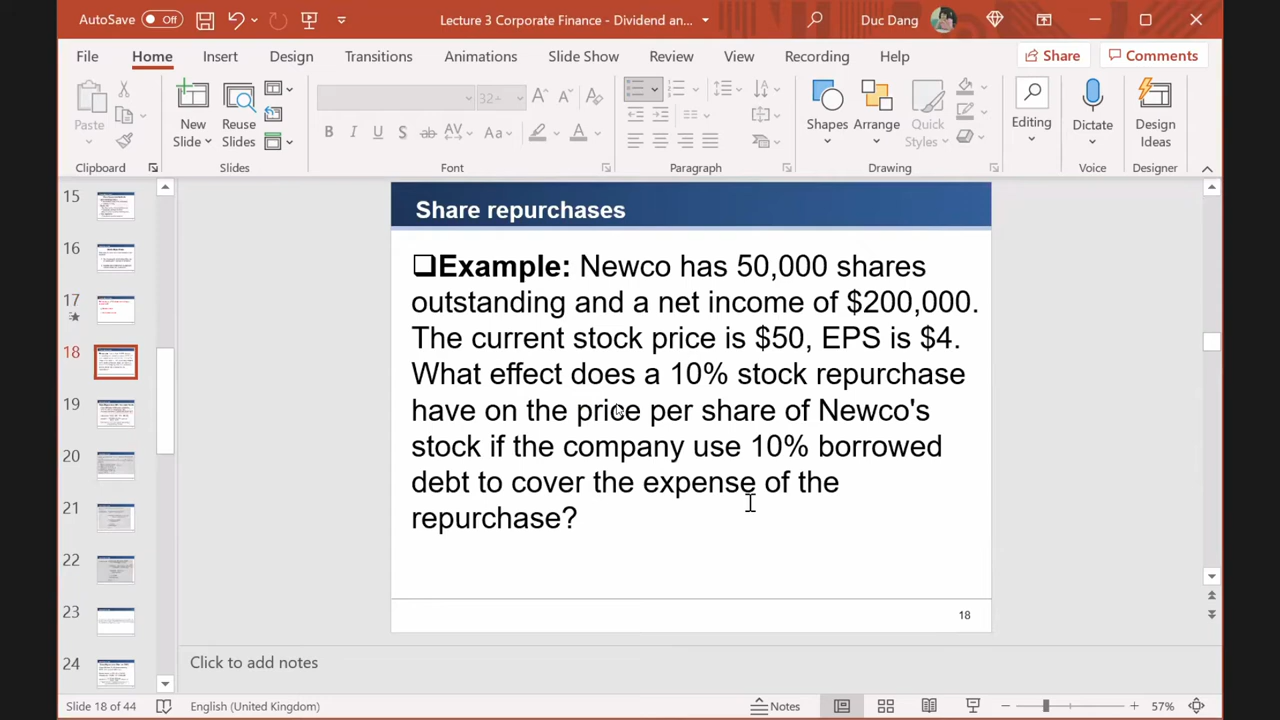 AutoSave Off Lecture 3 Corporate Finance - Dividend an... Duc Dang
File Home Insert Design Transitions Animations Slide Show Review View Recording Help Share Comments
Paste New Slide Reuse Slides 32+ Shapes Arrange Quick Styles Editing Dictate Design Ideas
Clipboard Slides Font Paragraph Drawing Voice Designer
15
16
17
18
19
20
21
22
23
24
Share repurchases
Example: Newco has 50,000 shares
outstanding and a net income of $200,000.
The current stock price is $50, EPS is $4.
What effect does a 10% stock repurchase
have on the price per share of Newco's
stock if the company use 10% borrowed
debt to cover the expense of the
repurchase?
18
Click to add notes
Slide 18 of 44 English (United Kingdom) Notes 57%